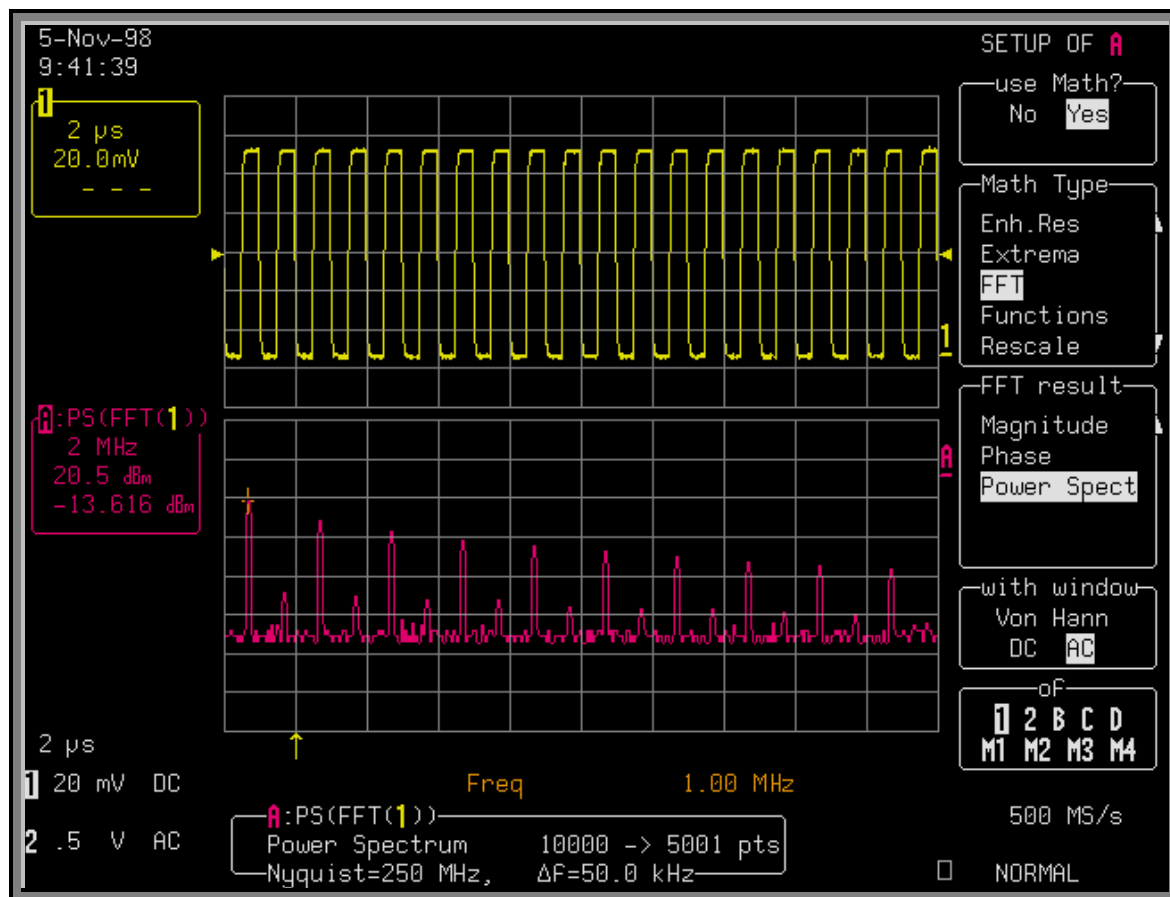 5-Nov-98
9:41:39
1
2 µs
20.0mV
- - -
1
A:PS(FFT(1))
2 MHz
20.5 dBm
-13.616 dBm
A
2 µs
1 20 mV DC
2 .5 V AC
Freq 1.00 MHz
A:PS(FFT(1))
Power Spectrum 10000 -> 5001 pts
Nyquist=250 MHz, ΔF=50.0 kHz
SETUP OF A
use Math?
No Yes
Math Type
Enh.Res
Extrema
FFT
Functions
Rescale
FFT result
Magnitude
Phase
Power Spect
with window
Von Hann
DC AC
of
1 2 B C D
M1 M2 M3 M4
500 MS/s
NORMAL